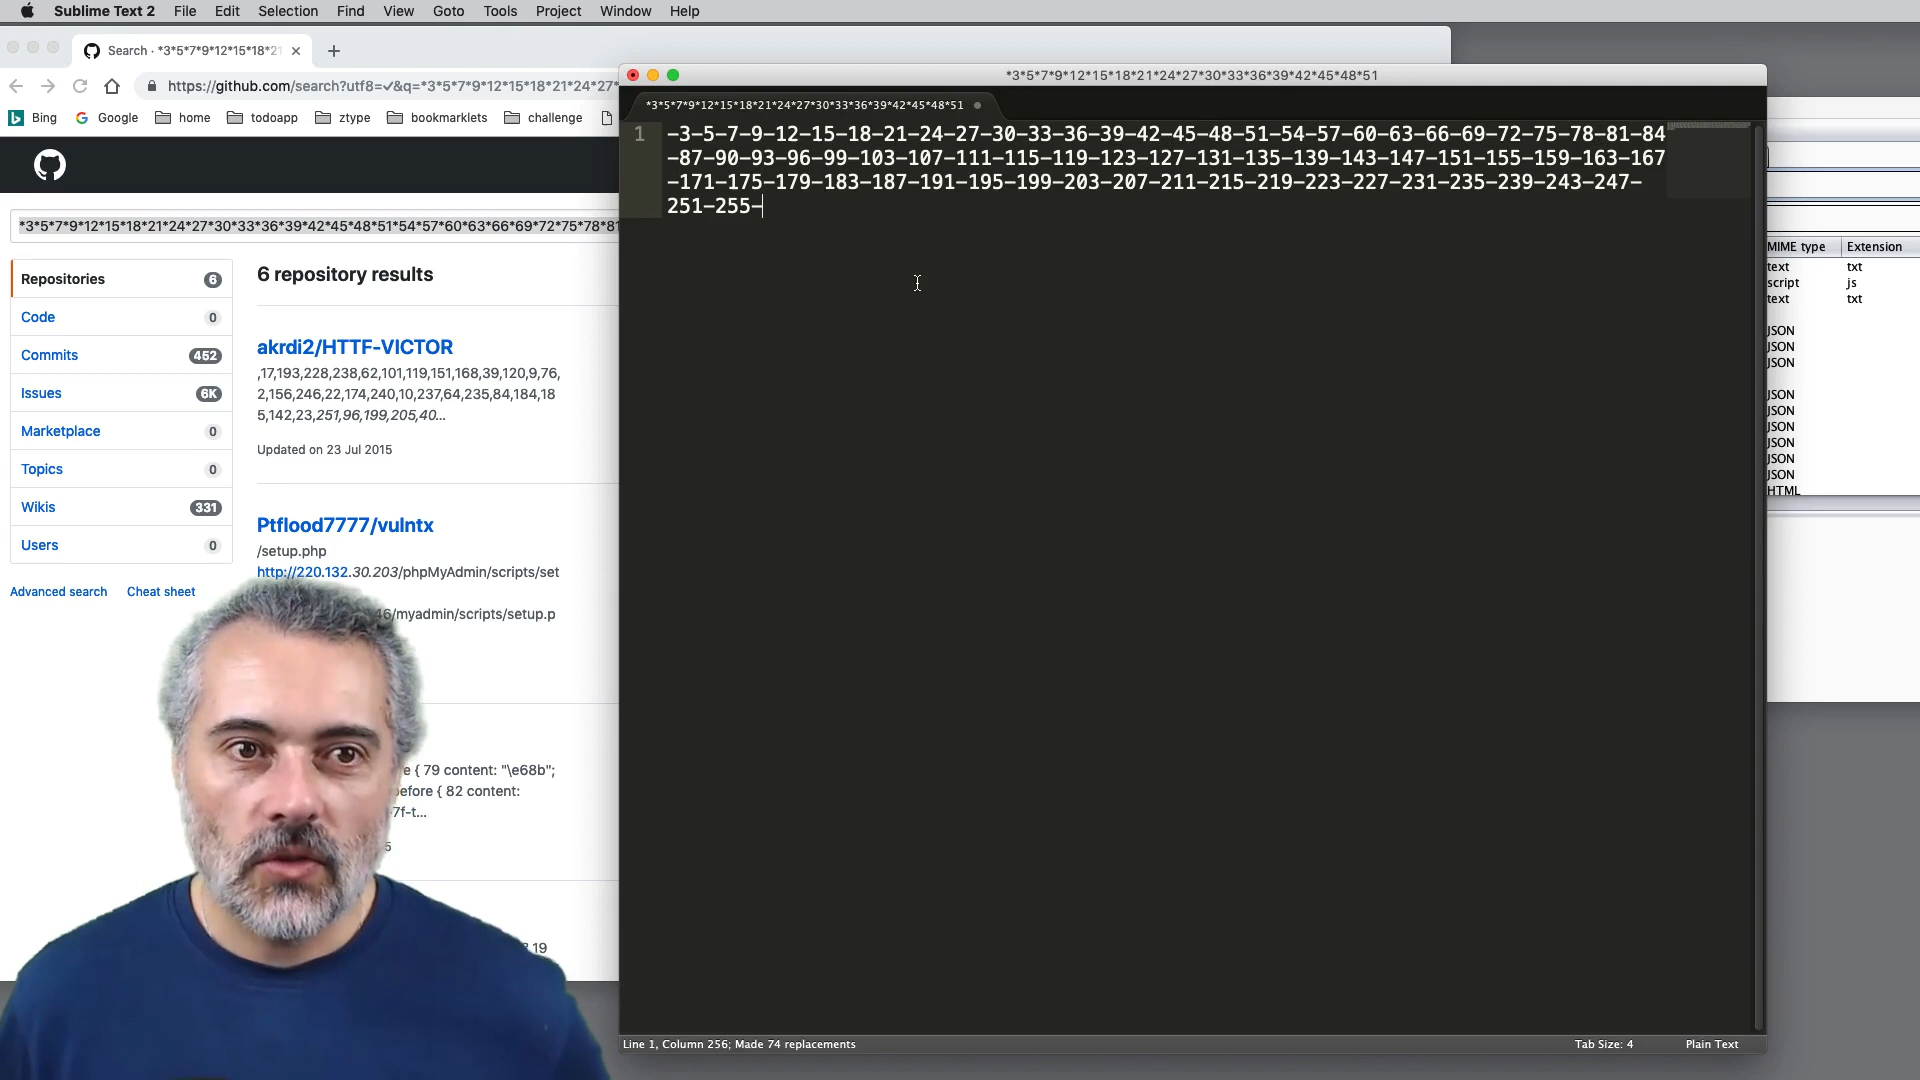 Sublime Text 2 File Edit Selection Find View Goto Tools Project Window Help
Search · *3*5*7*9*12*15*18*21
https://github.com/search?utf8=✓&q=*3*5*7*9*12*15*18*21*24*27*
Bing Google home todoapp ztype bookmarklets challenge
*3*5*7*9*12*15*18*21*24*27*30*33*36*39*42*45*48*51*54*57*60*63*66*69*72*75*78*81
Repositories 6
Code 0
Commits 452
Issues 6K
Marketplace 0
Topics 0
Wikis 331
Users 0
Advanced search Cheat sheet
6 repository results
akrdi2/HTTF-VICTOR
,17,193,228,238,62,101,119,151,168,39,120,9,76,
2,156,246,22,174,240,10,237,64,235,84,184,18
5,142,23,251,96,199,205,40...
Updated on 23 Jul 2015
Ptflood7777/vulntx
/setup.php
http://220.132.30.203/phpMyAdmin/scripts/set
46/myadmin/scripts/setup.p
e { 79 content: "\e68b";
before { 82 content:
7f-t...
5
19
*3*5*7*9*12*15*18*21*24*27*30*33*36*39*42*45*48*51
*3*5*7*9*12*15*18*21*24*27*30*33*36*39*42*45*48*51
1 -3-5-7-9-12-15-18-21-24-27-30-33-36-39-42-45-48-51-54-57-60-63-66-69-72-75-78-81-84
-87-90-93-96-99-103-107-111-115-119-123-127-131-135-139-143-147-151-155-159-163-167
-171-175-179-183-187-191-195-199-203-207-211-215-219-223-227-231-235-239-243-247-
251-255-
Line 1, Column 256; Made 74 replacements
Tab Size: 4 Plain Text
MIME type Extension
text txt
script js
text txt
JSON
JSON
JSON
JSON
JSON
JSON
JSON
JSON
JSON
HTML